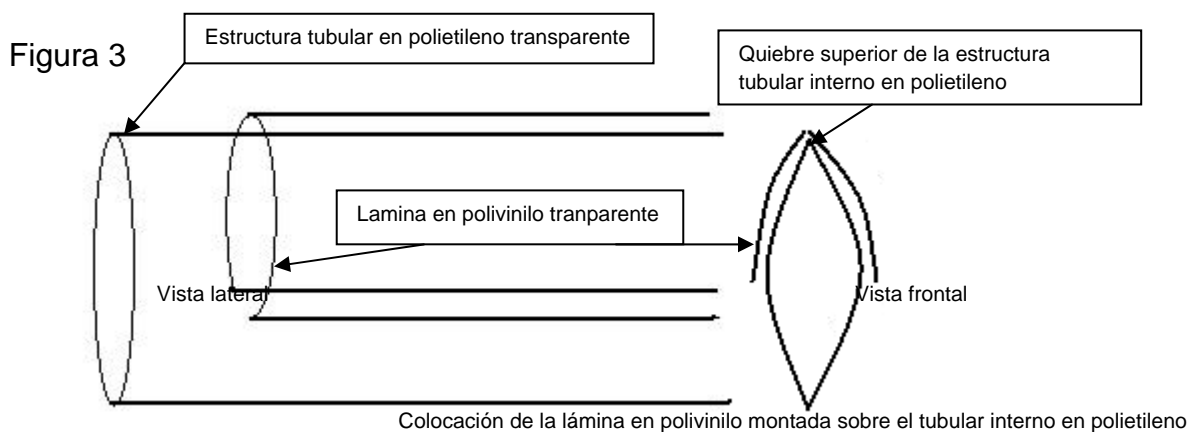 Figura 3
Estructura tubular en polietileno transparente
Quiebre superior de la estructura
tubular interno en polietileno
Lamina en polivinilo tranparente
Vista lateral
Vista frontal
Colocación de la lámina en polivinilo montada sobre el tubular interno en polietileno